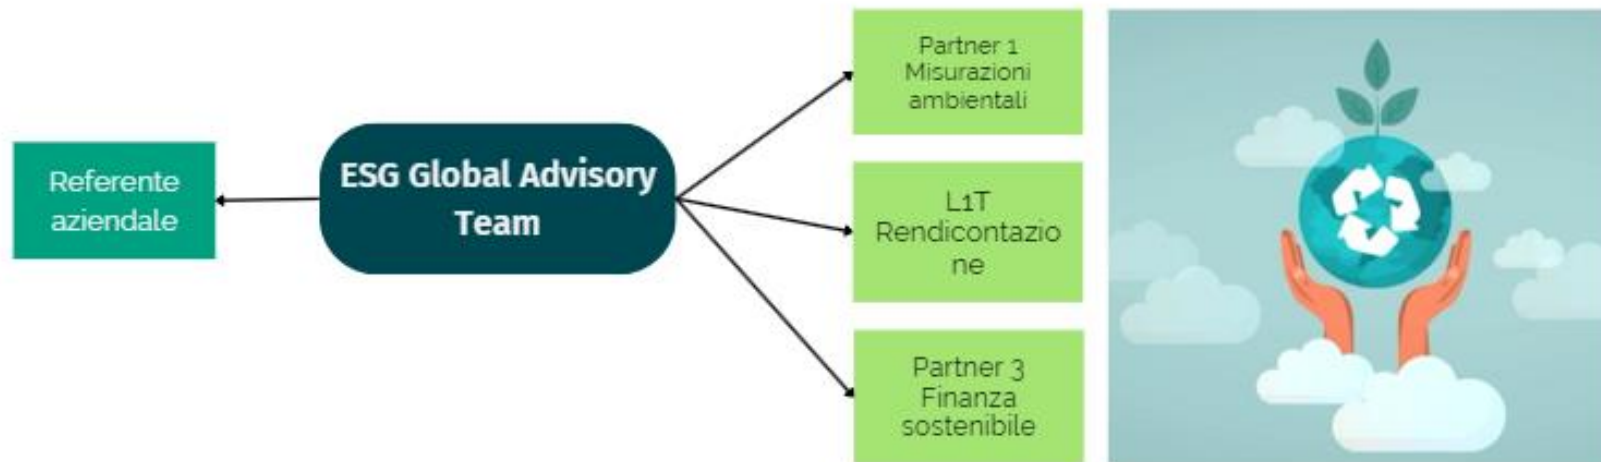 Referente
aziendale
ESG Global Advisory
Team
Partner 1
Misurazioni
ambientali
L1T
Rendicontazio
ne
Partner 3
Finanza
sostenibile